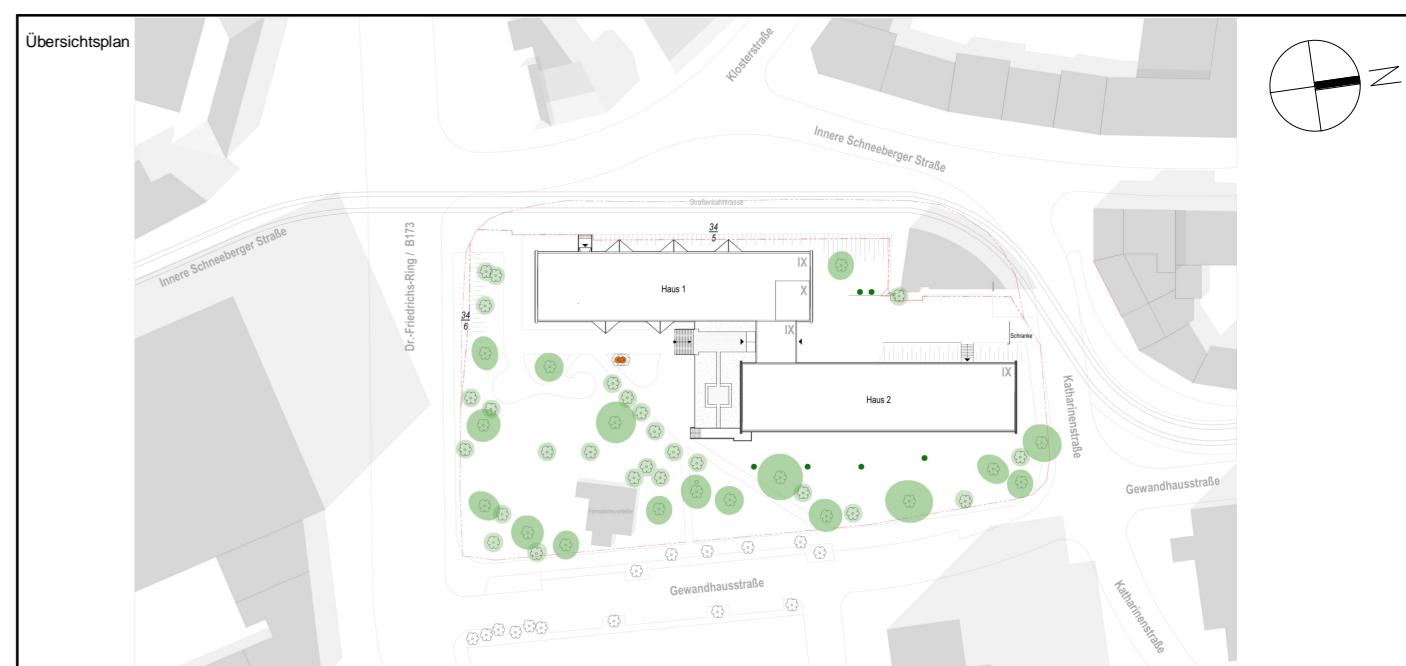 Übersichtsplan
Klosterstraße
Innere Schneeberger Straße
N
Straßenbahntrasse
Innere Schneeberger Straße
Dr.-Friedrichs-Ring / B173
34
5
IX
Haus 1
X
34
6
IX
Schranke
IX
Haus 2
Katharinenstraße
Gewandhausstraße
Gewandhausstraße
Katharinenstraße